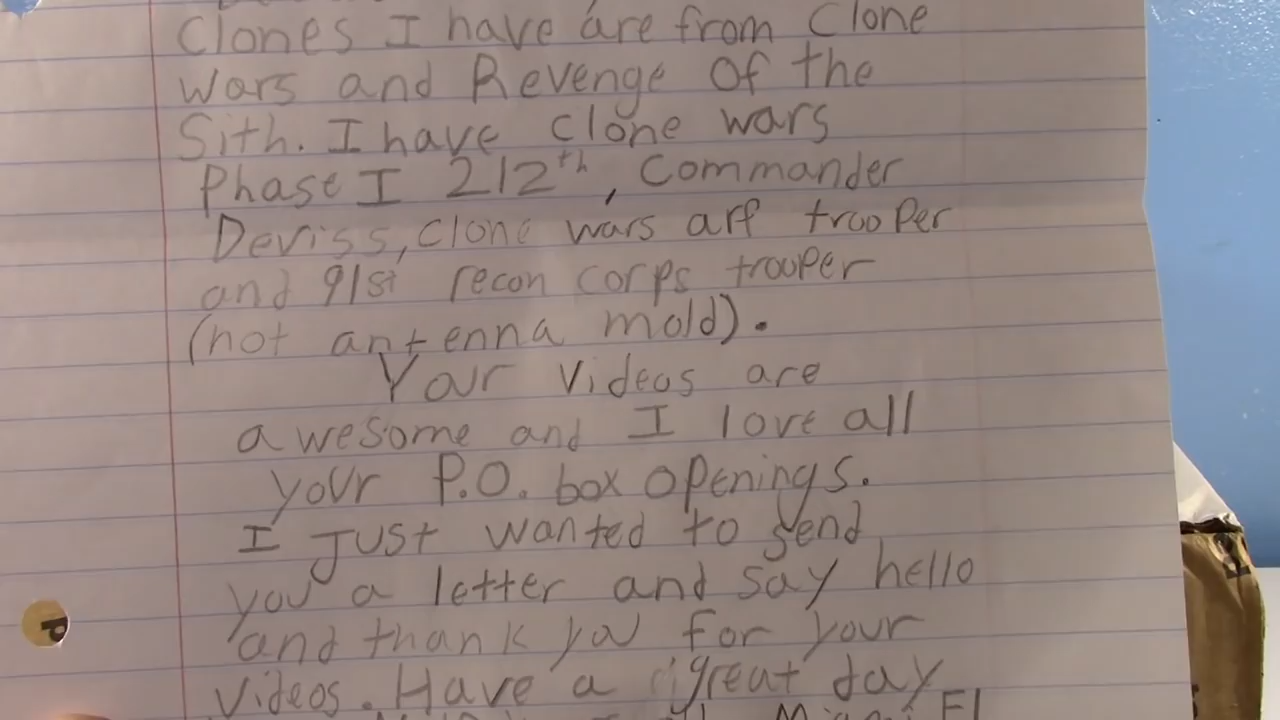 Clones I have are from Clone
Wars and Revenge Of the
Sith. I have Clone wars
Phase I 212th, Commander
Deviss, Clone wars arf trooper
and 91st recon corps trooper
(not antenna mold).
Your Videos are
awesome and I love all
your P.O. box openings.
I Just wanted to send
you a letter and say hello
and thank you for your
videos. Have a great day
Miami Fl
P